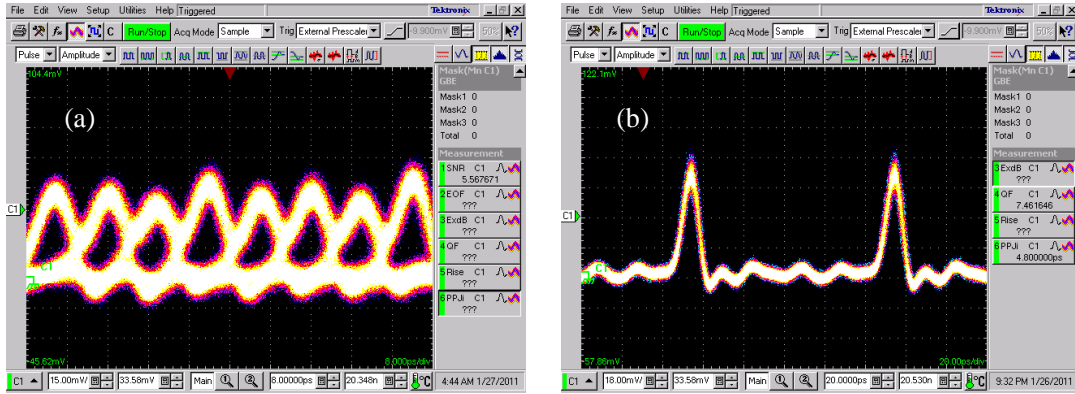 File Edit View Setup Utilities Help Triggered Tektronix
C Run/Stop Acq Mode Sample Trig External Prescaler -9.900mV 50%
Pulse Amplitude
104.4mV
(a)
C1
C1
-45.62mV 8.000ps/div
Mask(Mn C1)
GBE
Mask1 0
Mask2 0
Mask3 0
Total 0
Measurement
1 SNR C1
5.567671
2 EOF C1
???
3 ExdB C1
???
4 QF C1
???
5 Rise C1
???
6 PPJi C1
???
C1 15.00mV/ 33.58mV Main 8.00000ps 20.348n °C 4:44 AM 1/27/2011
File Edit View Setup Utilities Help Triggered Tektronix
C Run/Stop Acq Mode Sample Trig External Prescaler -9.900mV 50%
Pulse Amplitude
122.1mV
(b)
C1
C1
-57.86mV 20.00ps/div
Mask(Mn C1)
GBE
Mask1 0
Mask2 0
Mask3 0
Total 0
Measurement
3 ExdB C1
???
4 QF C1
7.461646
5 Rise C1
???
6 PPJi C1
4.800000ps
C1 18.00mV/ 33.58mV Main 20.0000ps 20.530n °C 9:32 PM 1/26/2011